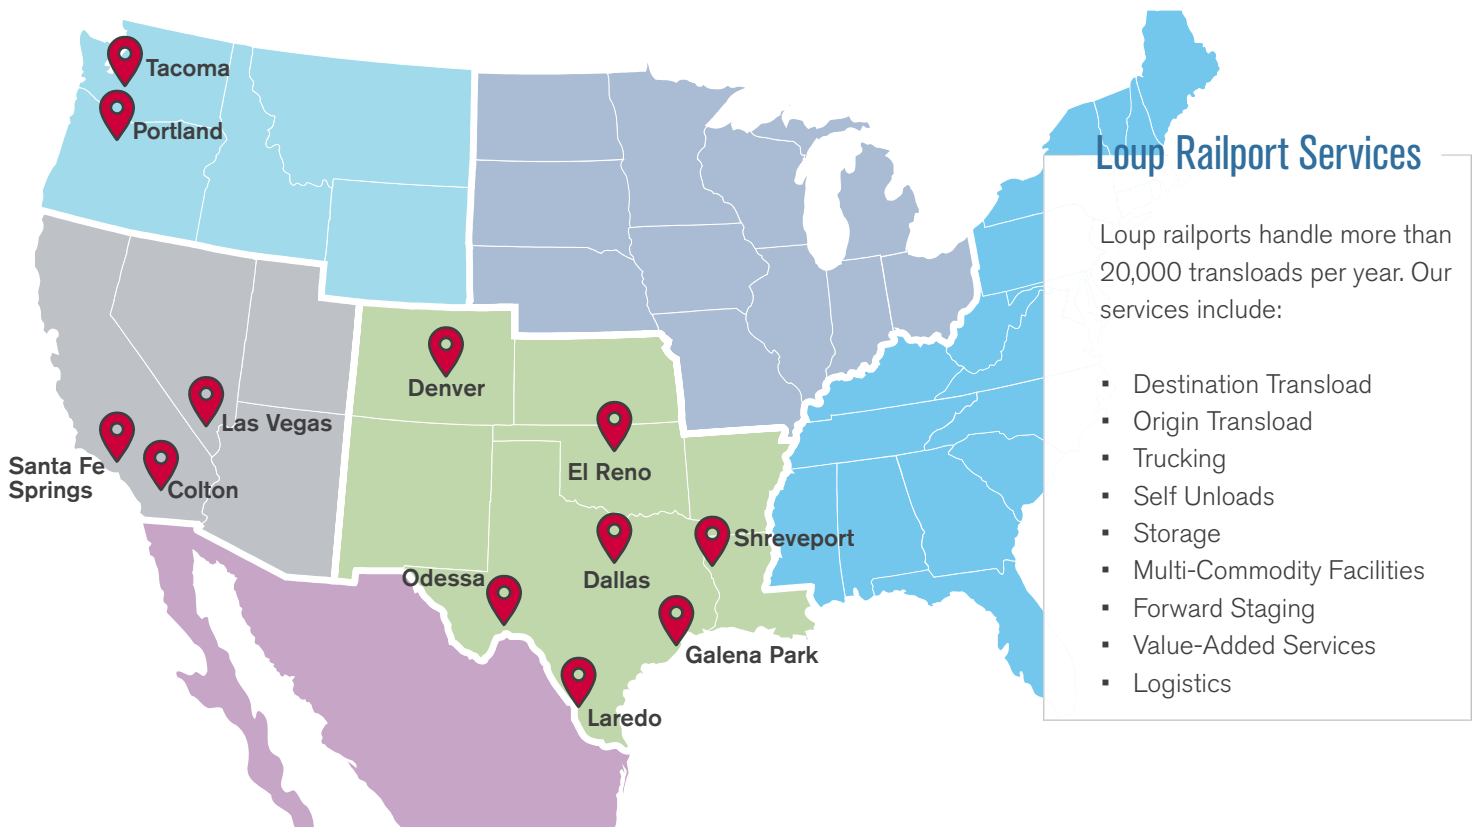 Tacoma
Portland
Denver
Las Vegas
Santa Fe
Springs
Colton
El Reno
Shreveport
Odessa
Dallas
Galena Park
Laredo
Loup Railport Services
Loup railports handle more than
20,000 transloads per year. Our
services include:
▪ Destination Transload
▪ Origin Transload
▪ Trucking
▪ Self Unloads
▪ Storage
▪ Multi-Commodity Facilities
▪ Forward Staging
▪ Value-Added Services
▪ Logistics